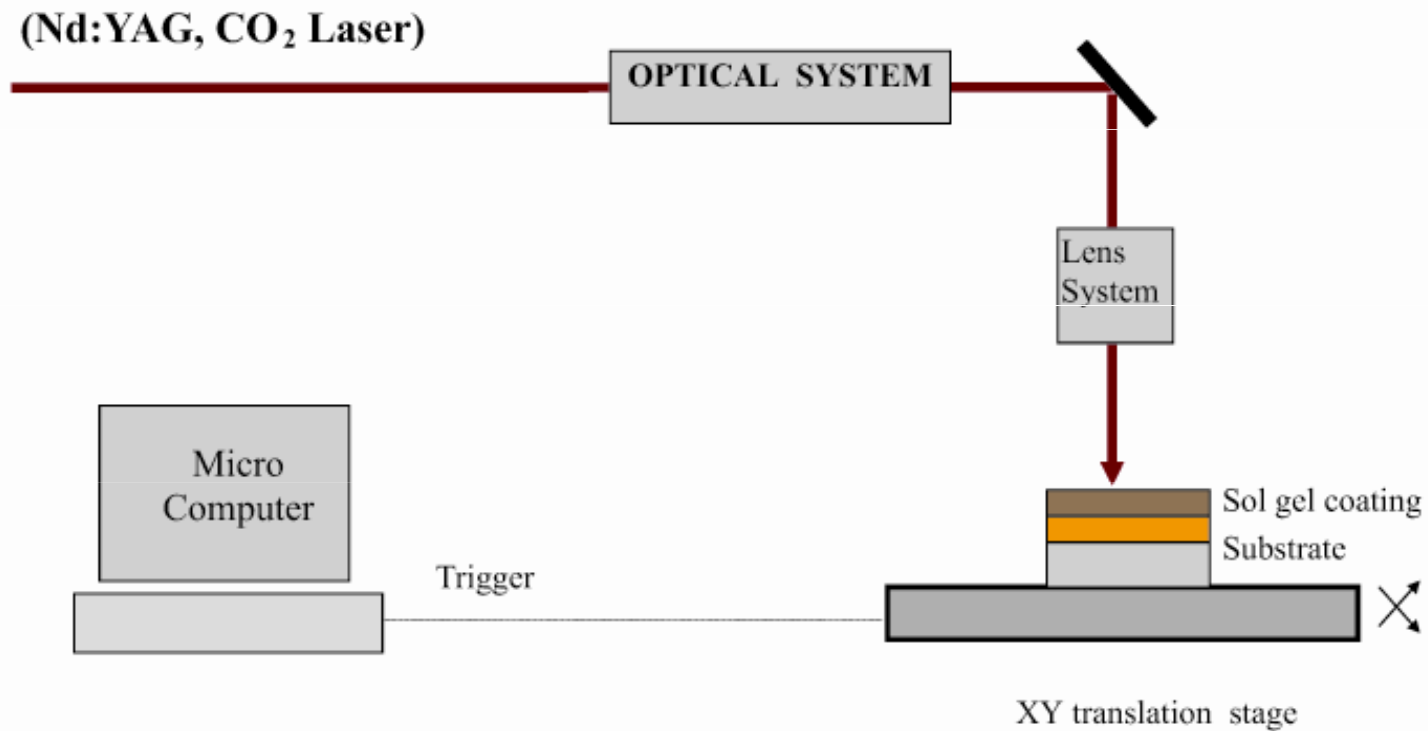 (Nd:YAG, CO₂ Laser)
OPTICAL SYSTEM
Lens
System
Micro
Computer
Sol gel coating
Substrate
Trigger
XY translation stage